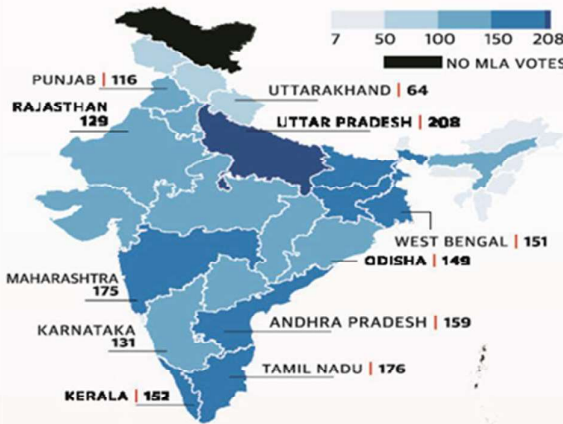 7 50 100 150 208
NO MLA VOTES
PUNJAB | 116
UTTARAKHAND | 64
RAJASTHAN
129
UTTAR PRADESH | 208
WEST BENGAL | 151
ODISHA | 149
MAHARASHTRA
175
ANDHRA PRADESH | 159
KARNATAKA
131
TAMIL NADU | 176
KERALA | 152